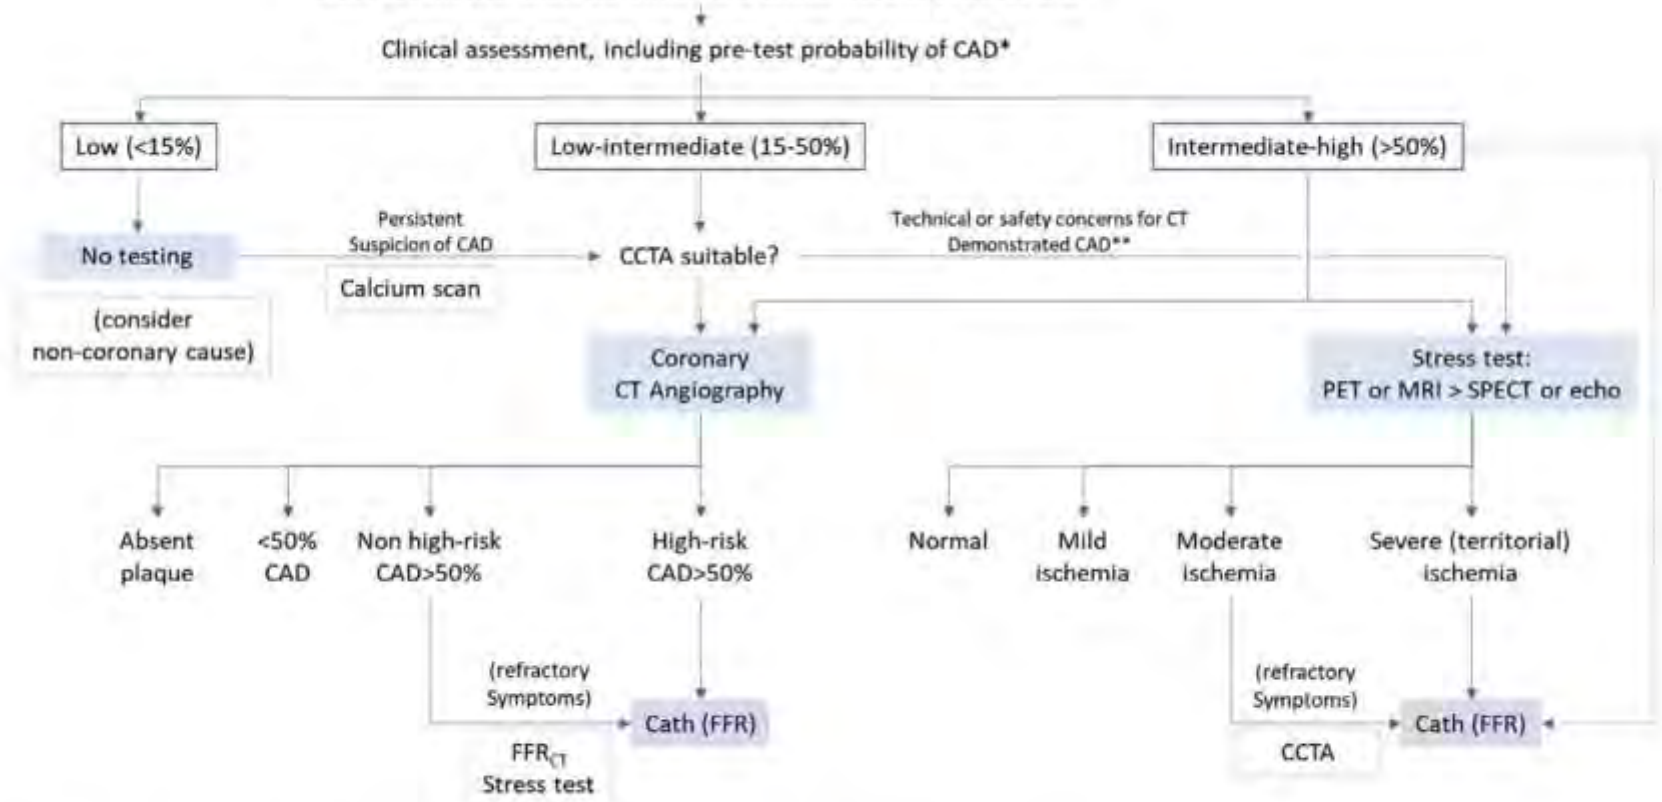 Clinical assessment, including pre-test probability of CAD*
Low (<15%)
Low-intermediate (15-50%)
Intermediate-high (>50%)
Persistent
Suspicion of CAD
Technical or safety concerns for CT
Demonstrated CAD**
No testing
CCTA suitable?
Calcium scan
(consider
non-coronary cause)
Coronary
CT Angiography
Stress test:
PET or MRI > SPECT or echo
Absent
plaque
<50%
CAD
Non high-risk
CAD>50%
High-risk
CAD>50%
Normal
Mild
ischemia
Moderate
ischemia
Severe (territorial)
ischemia
(refractory
Symptoms)
Cath (FFR)
FFRCT
Stress test
(refractory
Symptoms)
Cath (FFR)
CCTA